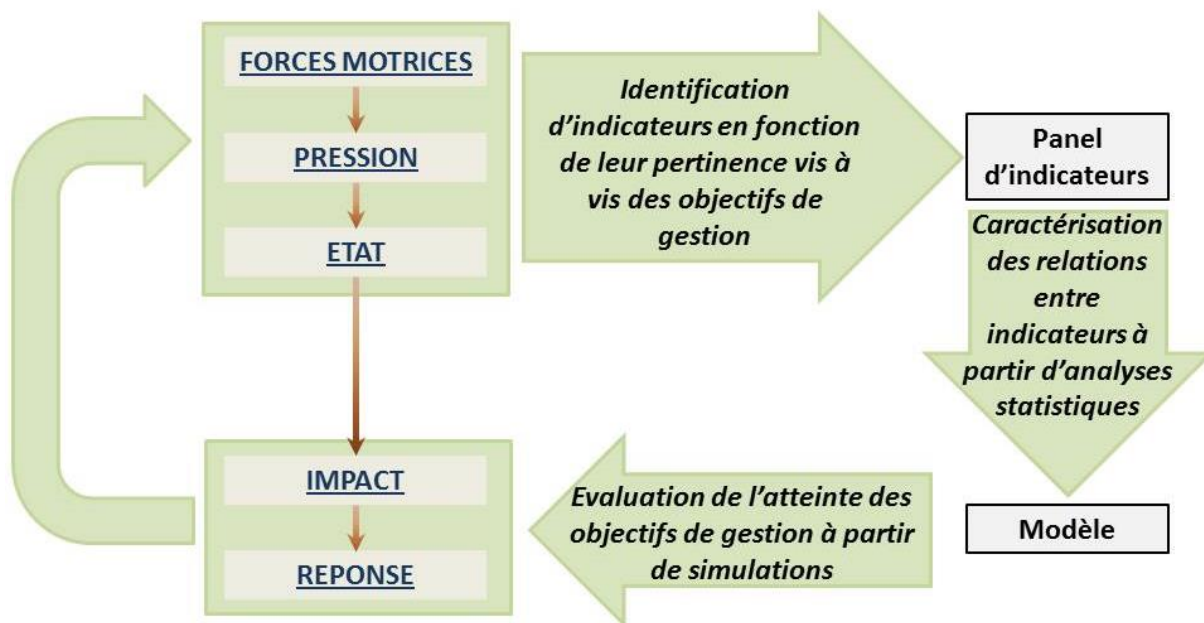 FORCES MOTRICES
PRESSION
ETAT
Identification
d'indicateurs en fonction
de leur pertinence vis à
vis des objectifs de
gestion
Panel
d'indicateurs
Caractérisation
des relations
entre
indicateurs à
partir d'analyses
statistiques
Modèle
Evaluation de l'atteinte des
objectifs de gestion à partir
de simulations
IMPACT
REPONSE